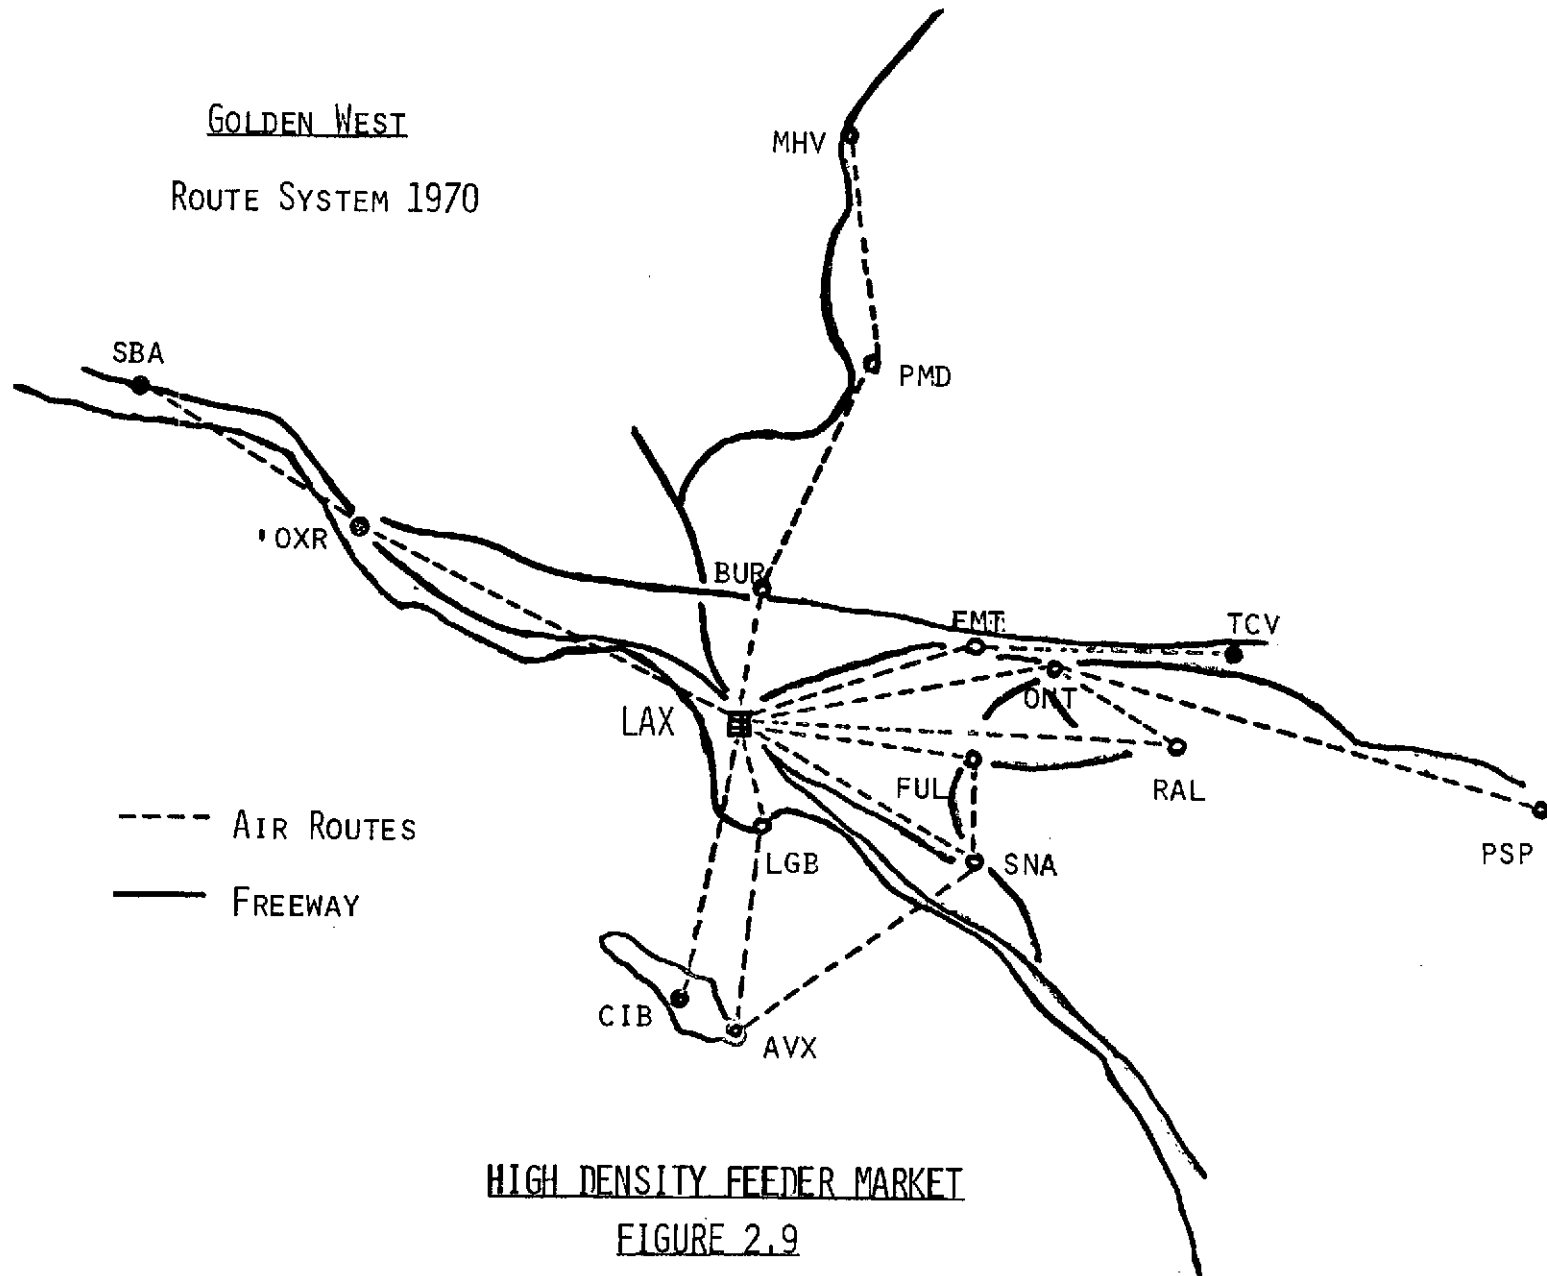 GOLDEN WEST
ROUTE SYSTEM 1970
MHV
SBA
PMD
'OXR
BUR
EMT
TCV
ONT
LAX
FUL
RAL
AIR ROUTES
LGB
SNA
PSP
FREEWAY
CIB
AVX
HIGH DENSITY FEEDER MARKET
FIGURE 2.9